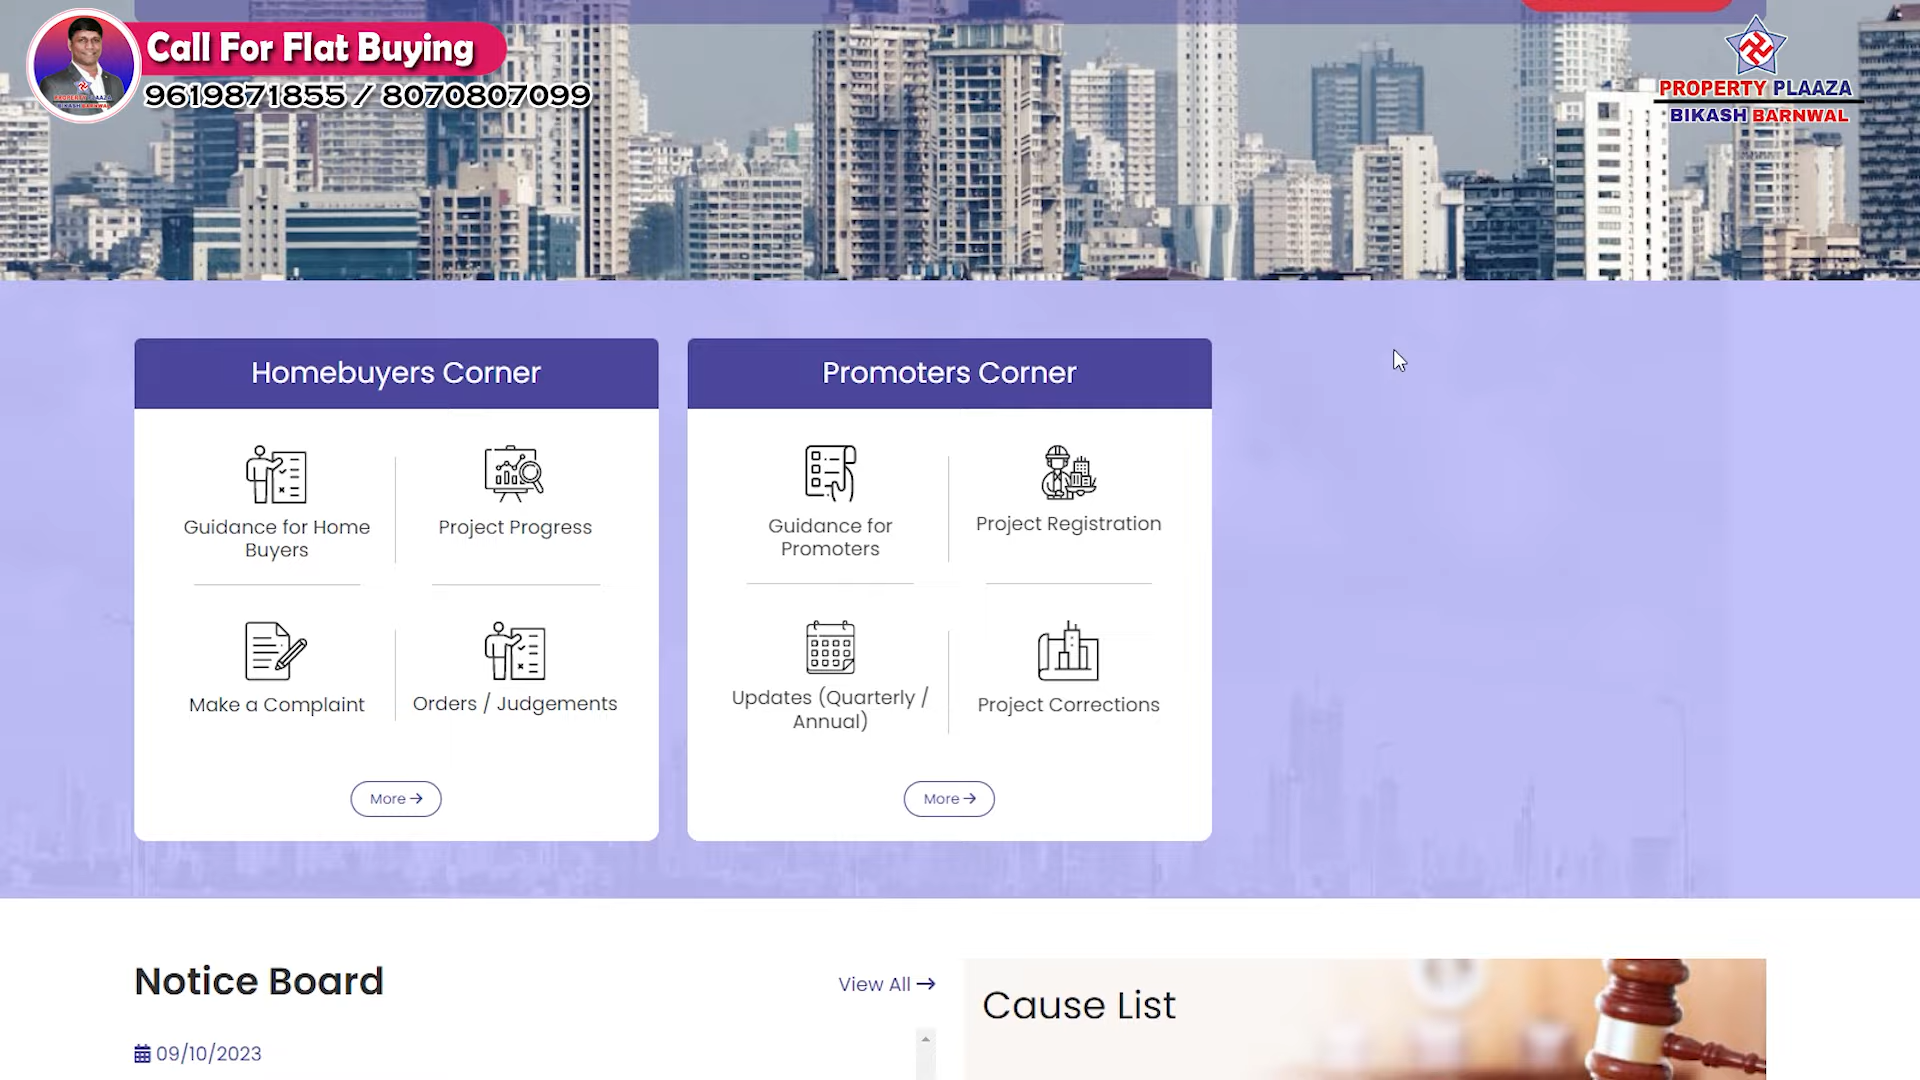 Call For Flat Buying
9619871855 / 8070807099
PROPERTY PLAAZA
BIKASH BARNWAL
Homebuyers Corner
Guidance for Home
Buyers
Project Progress
Make a Complaint
Orders / Judgements
More
Promoters Corner
Guidance for
Promoters
Project Registration
Updates (Quarterly /
Annual)
Project Corrections
More
Notice Board
View All
09/10/2023
Cause List